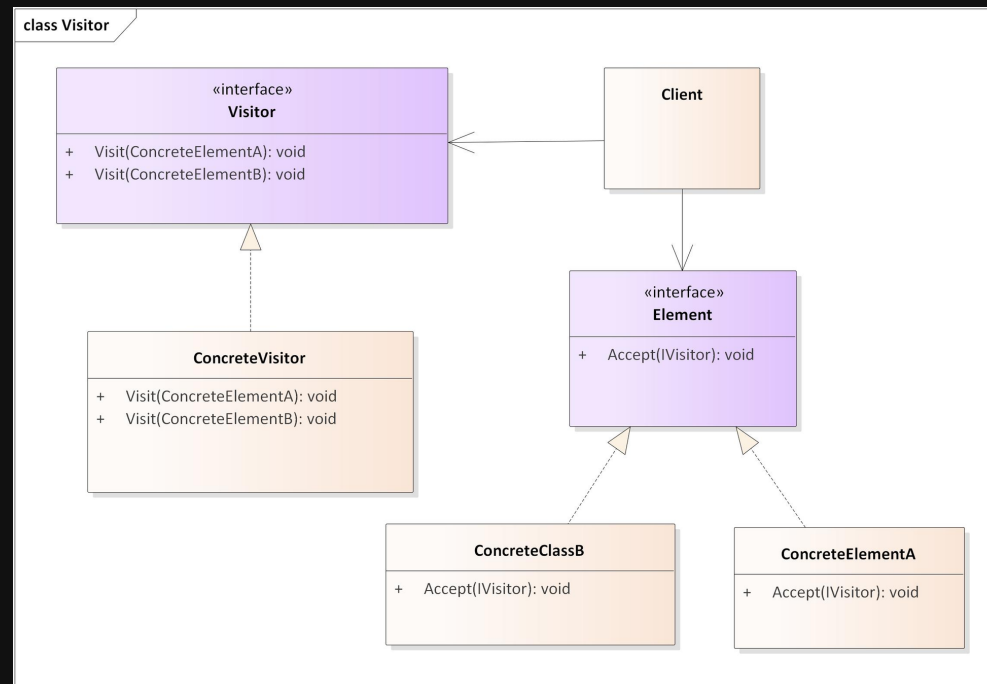 class Visitor
«interface»
Visitor
+ Visit(ConcreteElementA): void
+ Visit(ConcreteElementB): void
Client
«interface»
Element
+ Accept(IVisitor): void
ConcreteVisitor
+ Visit(ConcreteElementA): void
+ Visit(ConcreteElementB): void
ConcreteClassB
+ Accept(IVisitor): void
ConcreteElementA
+ Accept(IVisitor): void